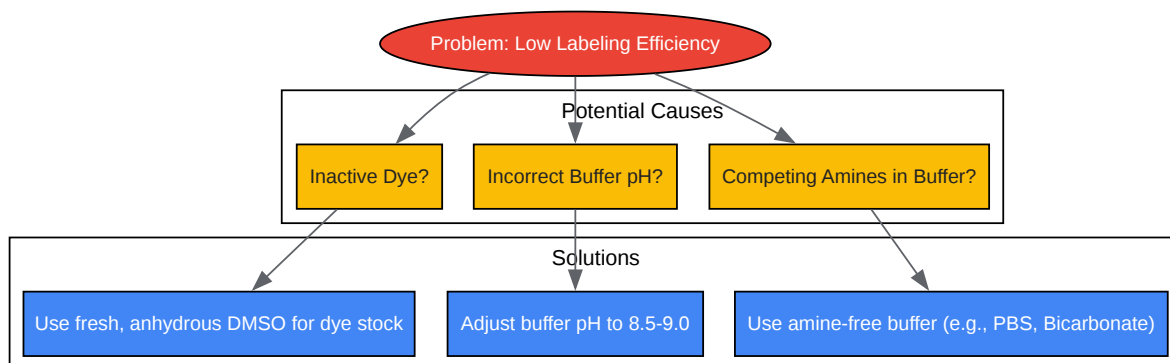 Problem: Low Labeling Efficiency
Potential Causes
Inactive Dye?
Incorrect Buffer pH?
Competing Amines in Buffer?
Solutions
Use fresh, anhydrous DMSO for dye stock
Adjust buffer pH to 8.5-9.0
Use amine-free buffer (e.g., PBS, Bicarbonate)